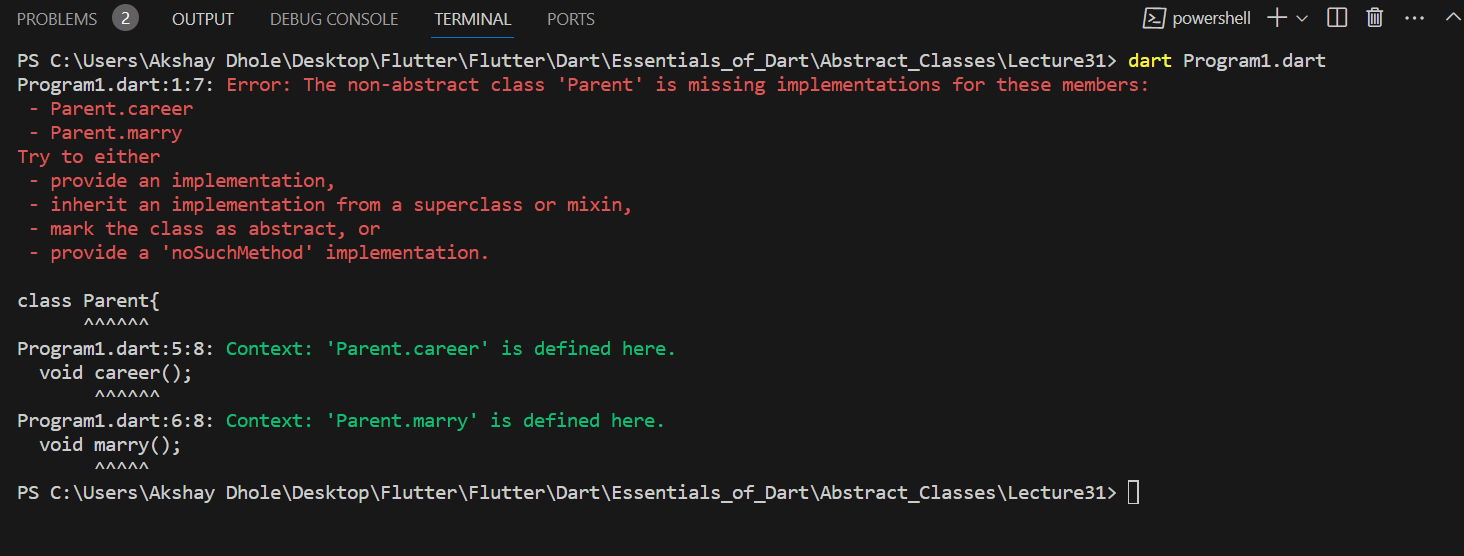 PROBLEMS 2 OUTPUT DEBUG CONSOLE TERMINAL PORTS powershell
PS C:\Users\Akshay Dhole\Desktop\Flutter\Flutter\Dart\Essentials_of_Dart\Abstract_Classes\Lecture31> dart Program1.dart
Program1.dart:1:7: Error: The non-abstract class 'Parent' is missing implementations for these members:
 - Parent.career
 - Parent.marry
Try to either
 - provide an implementation,
 - inherit an implementation from a superclass or mixin,
 - mark the class as abstract, or
 - provide a 'noSuchMethod' implementation.

class Parent{
      ^^^^^^
Program1.dart:5:8: Context: 'Parent.career' is defined here.
  void career();
       ^^^^^^
Program1.dart:6:8: Context: 'Parent.marry' is defined here.
  void marry();
       ^^^^^
PS C:\Users\Akshay Dhole\Desktop\Flutter\Flutter\Dart\Essentials_of_Dart\Abstract_Classes\Lecture31>